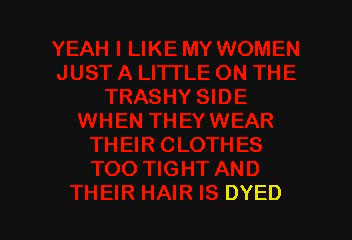 YEAH I LIKE MY WOMEN
JUST A LITTLE ON THE
TRASHY SIDE
WHEN THEY WEAR
THEIR CLOTHES
TOO TIGHT AND
THEIR HAIR IS DYED